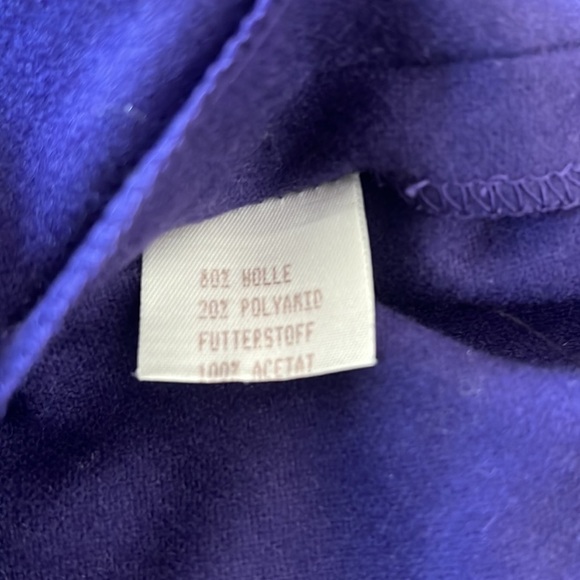 80% WOLLE
20% POLYAMID
FUTTERSTOFF
100% ACETAT